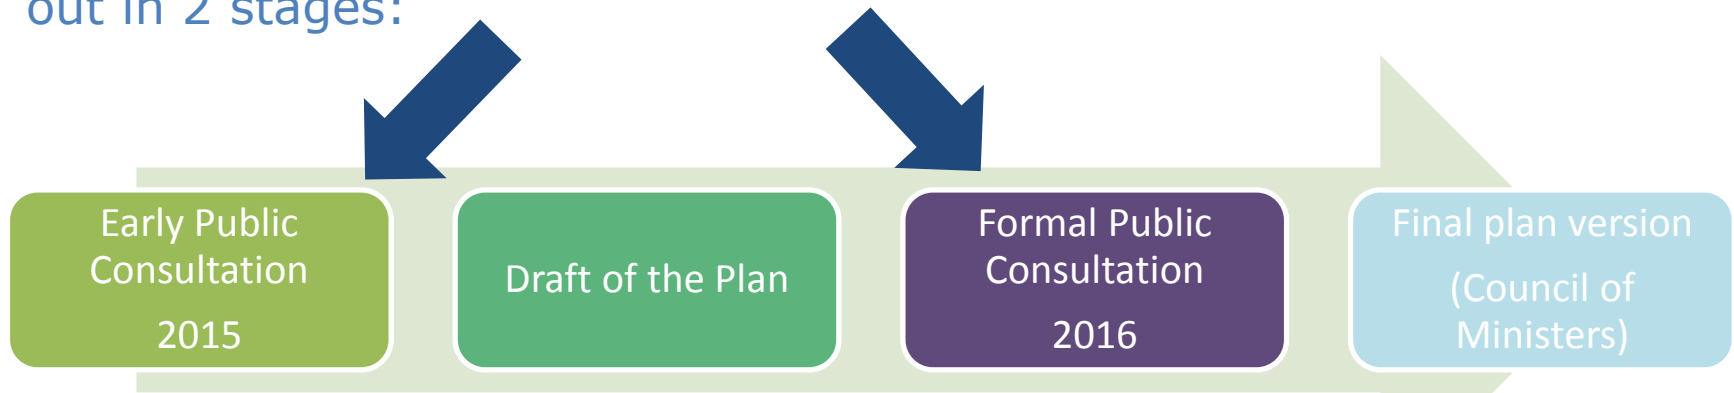 out in 2 stages:
Early Public
Consultation
2015
Draft of the Plan
Formal Public
Consultation
2016
Final plan version
(Council of
Ministers)